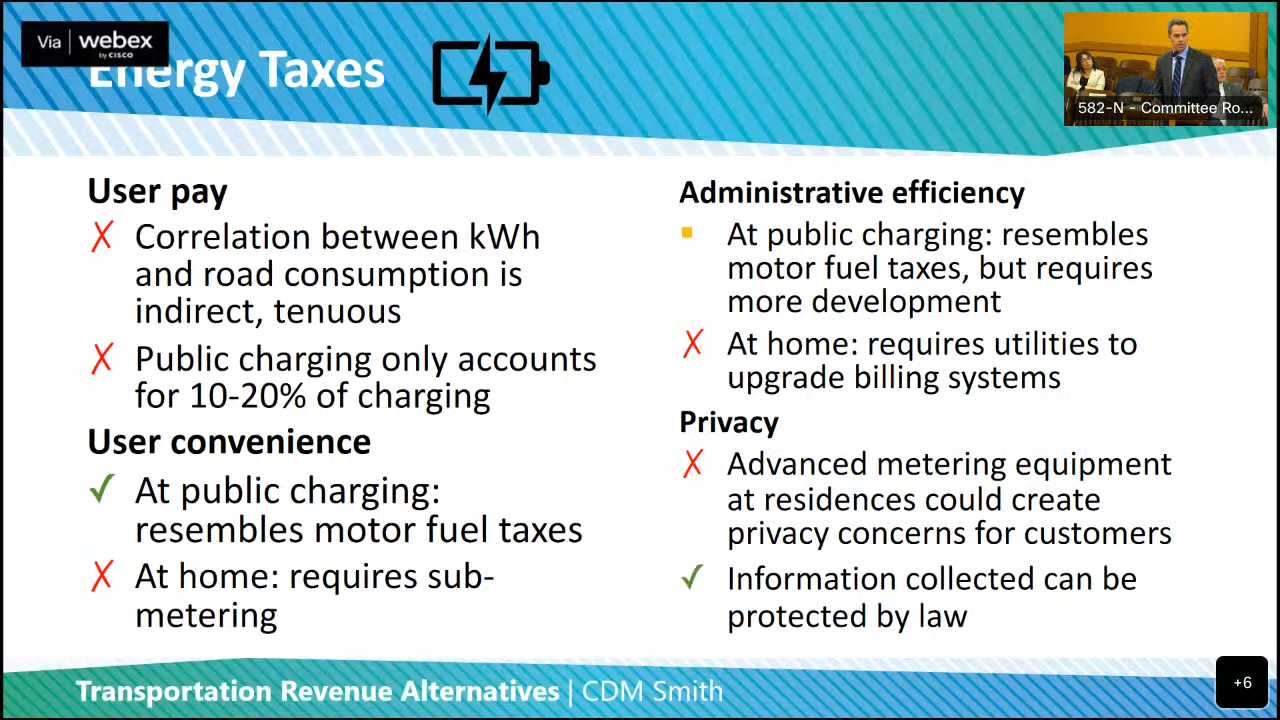 Via webex
by CISCO
Energy Taxes
582-N - Committee Ro...
User pay
╳ Correlation between kWh
and road consumption is
indirect, tenuous
╳ Public charging only accounts
for 10-20% of charging
User convenience
✓ At public charging:
resembles motor fuel taxes
╳ At home: requires sub-
metering
Administrative efficiency
▪ At public charging: resembles
motor fuel taxes, but requires
more development
╳ At home: requires utilities to
upgrade billing systems
Privacy
╳ Advanced metering equipment
at residences could create
privacy concerns for customers
✓ Information collected can be
protected by law
Transportation Revenue Alternatives | CDM Smith
+6